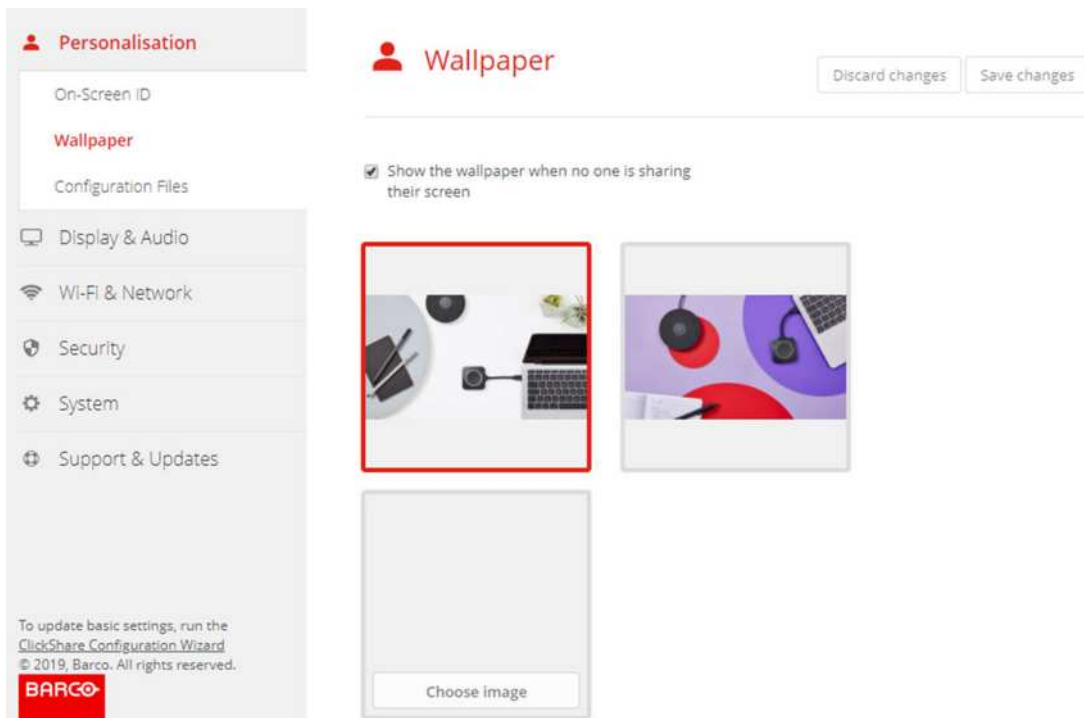 Personalisation
On-Screen ID
Wallpaper
Configuration Files
Display & Audio
Wi-Fi & Network
Security
System
Support & Updates
To update basic settings, run the
ClickShare Configuration Wizard
© 2019, Barco. All rights reserved.
BARCO
Wallpaper
Discard changes
Save changes
Show the wallpaper when no one is sharing
their screen
Choose image